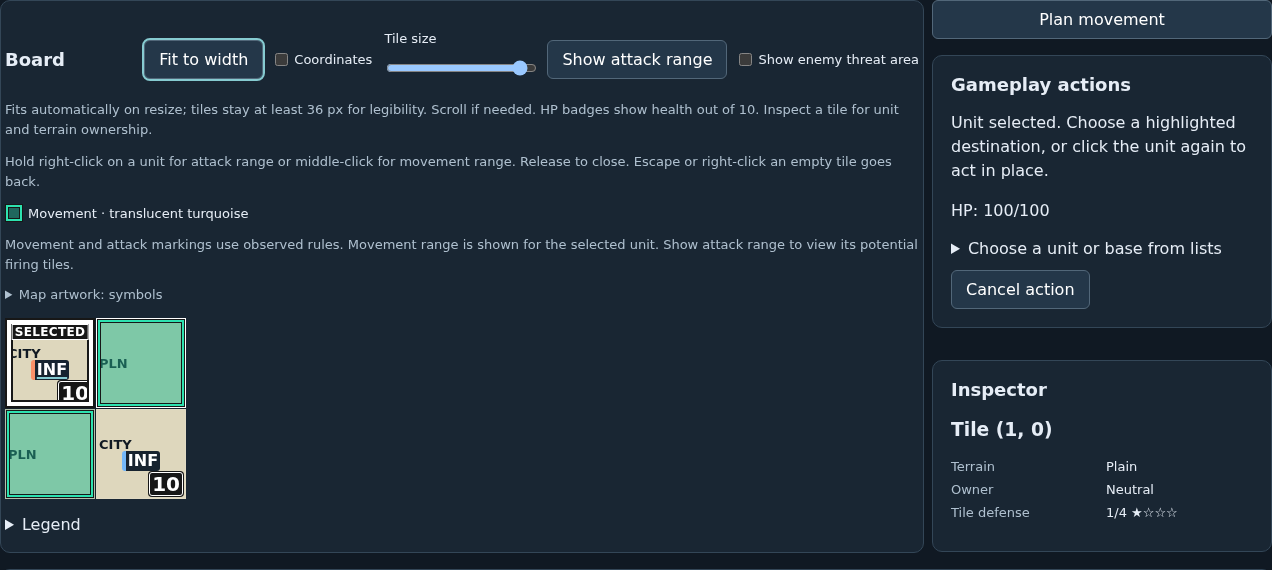 Board
Fit to width
Coordinates
Tile size
Show attack range
Show enemy threat area
Fits automatically on resize; tiles stay at least 36 px for legibility. Scroll if needed. HP badges show health out of 10. Inspect a tile for unit
and terrain ownership.
Hold right-click on a unit for attack range or middle-click for movement range. Release to close. Escape or right-click an empty tile goes
back.
Movement · translucent turquoise
Movement and attack markings use observed rules. Movement range is shown for the selected unit. Show attack range to view its potential
firing tiles.
Map artwork: symbols
SELECTED
CITY
INF
10
PLN
PLN
CITY
INF
10
Legend
Plan movement
Gameplay actions
Unit selected. Choose a highlighted
destination, or click the unit again to
act in place.
HP: 100/100
Choose a unit or base from lists
Cancel action
Inspector
Tile (1, 0)
Terrain Plain
Owner Neutral
Tile defense 1/4 ★☆☆☆